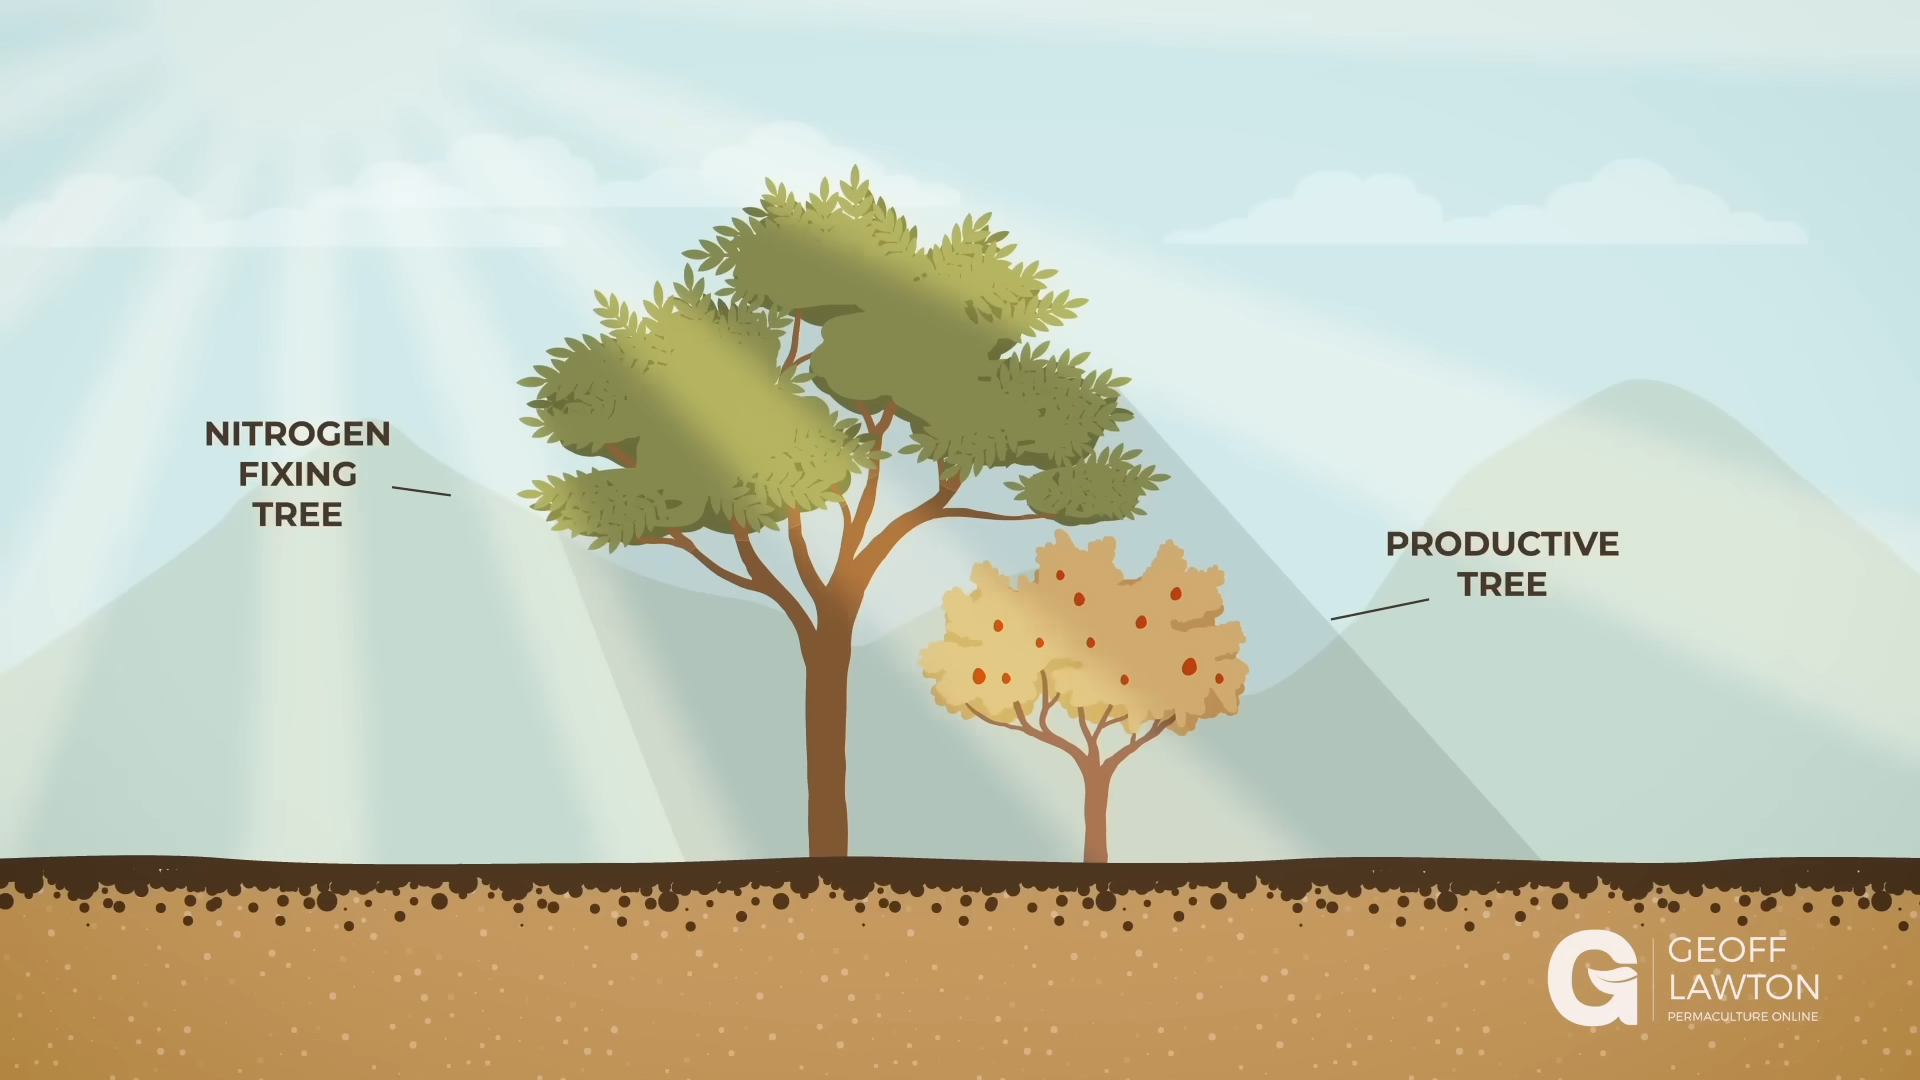 NITROGEN
FIXING
TREE
PRODUCTIVE
TREE
GEOFF
LAWTON
PERMACULTURE ONLINE